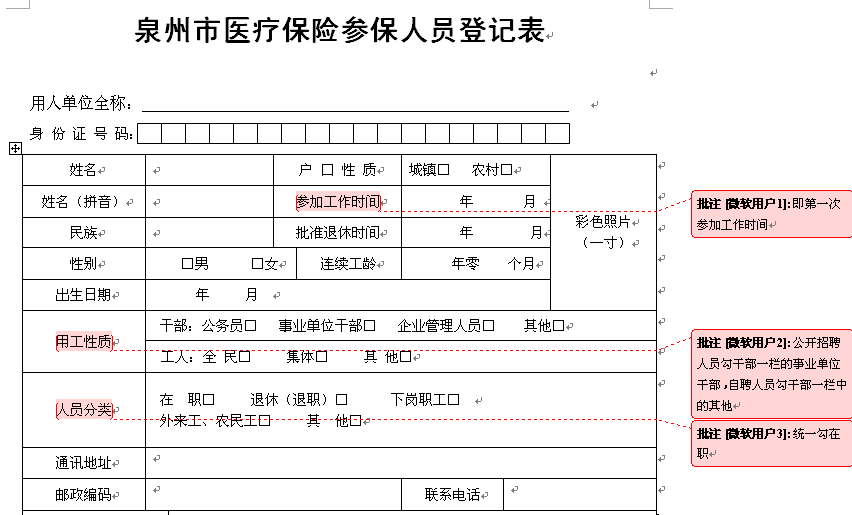 泉州市医疗保险参保人员登记表
用人单位全称：
身 份 证 号 码：
姓名 户 口 性 质 城镇□ 农村□
姓名（拼音） 参加工作时间 年 月
彩色照片
（一寸）
民族 批准退休时间 年 月
性别 □男 □女 连续工龄 年零 个月
出生日期 年 月
用工性质 干部：公务员□ 事业单位干部□ 企业管理人员□ 其他□
工人：全 民□ 集体□ 其 他□
人员分类 在 职□ 退休（退职）□ 下岗职工□
外来工、农民工□ 其 他□
通讯地址
邮政编码 联系电话
批注 [微软用户1]: 即第一次
参加工作时间
批注 [微软用户2]: 公开招聘
人员勾干部一栏的事业单位
干部，自聘人员勾干部一栏中
的其他
批注 [微软用户3]: 统一勾在
职